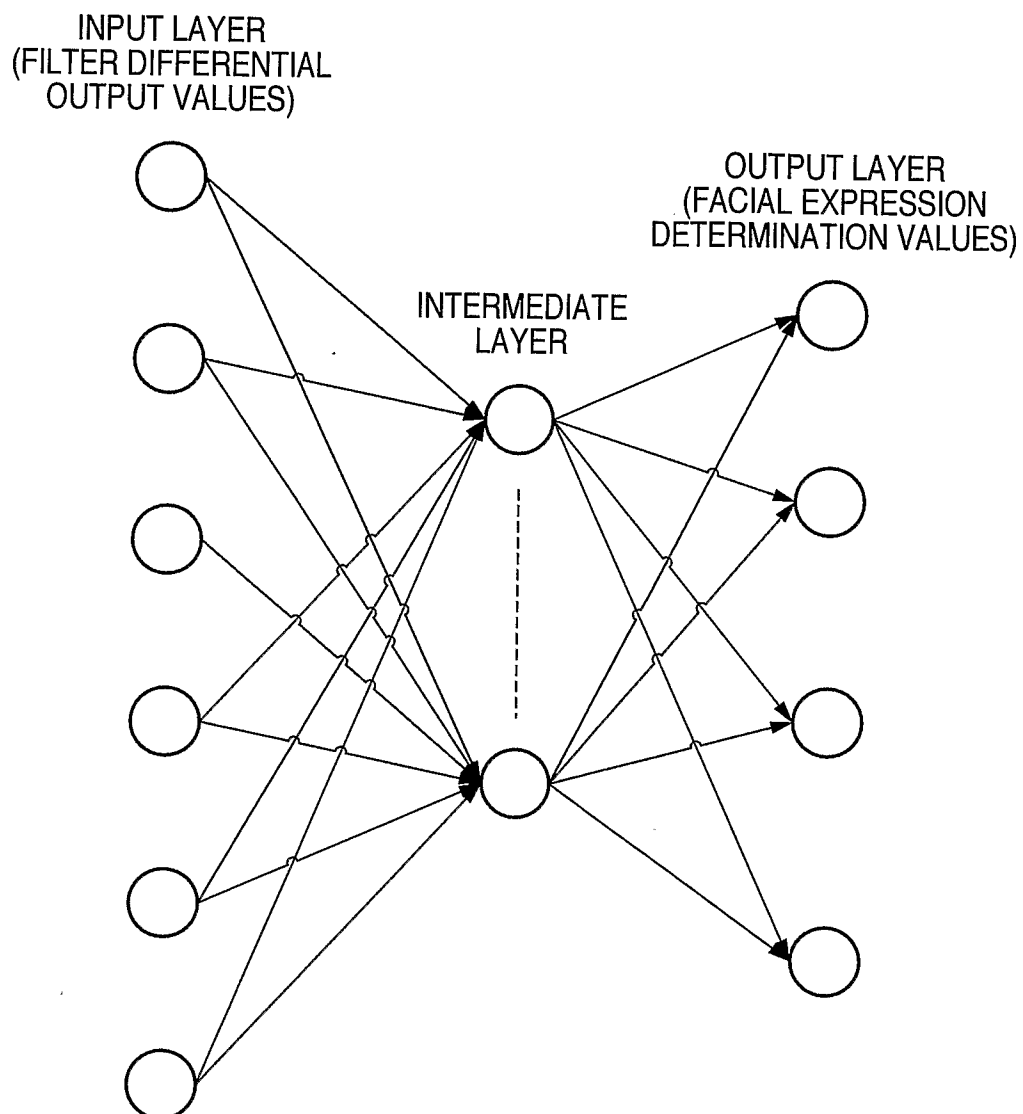 INPUT LAYER
(FILTER DIFFERENTIAL
OUTPUT VALUES)
OUTPUT LAYER
(FACIAL EXPRESSION
DETERMINATION VALUES)
INTERMEDIATE
LAYER